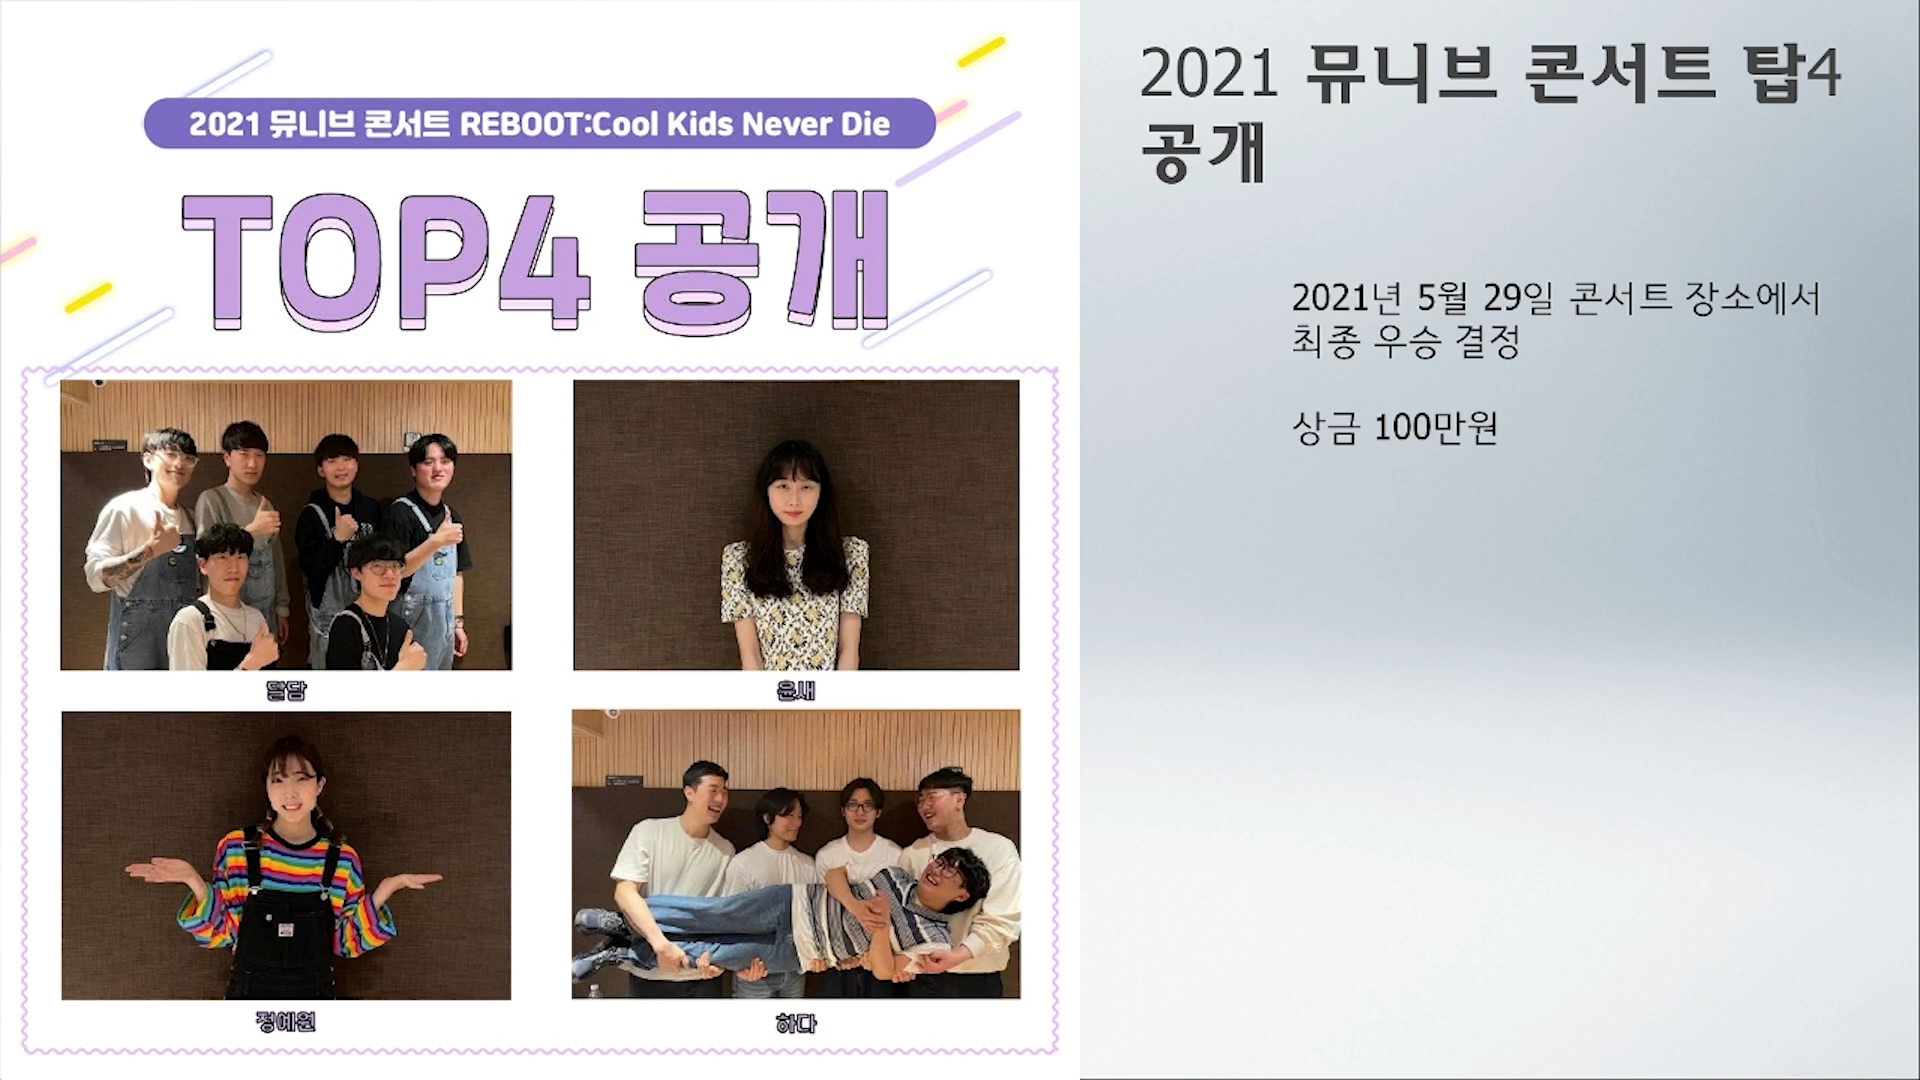 2021 뮤니브 콘서트 REBOOT:Cool Kids Never Die
TOP4 공개
달담
윤새
정예원
하다
2021 뮤니브 콘서트 탑4
공개
2021년 5월 29일 콘서트 장소에서
최종 우승 결정
상금 100만원